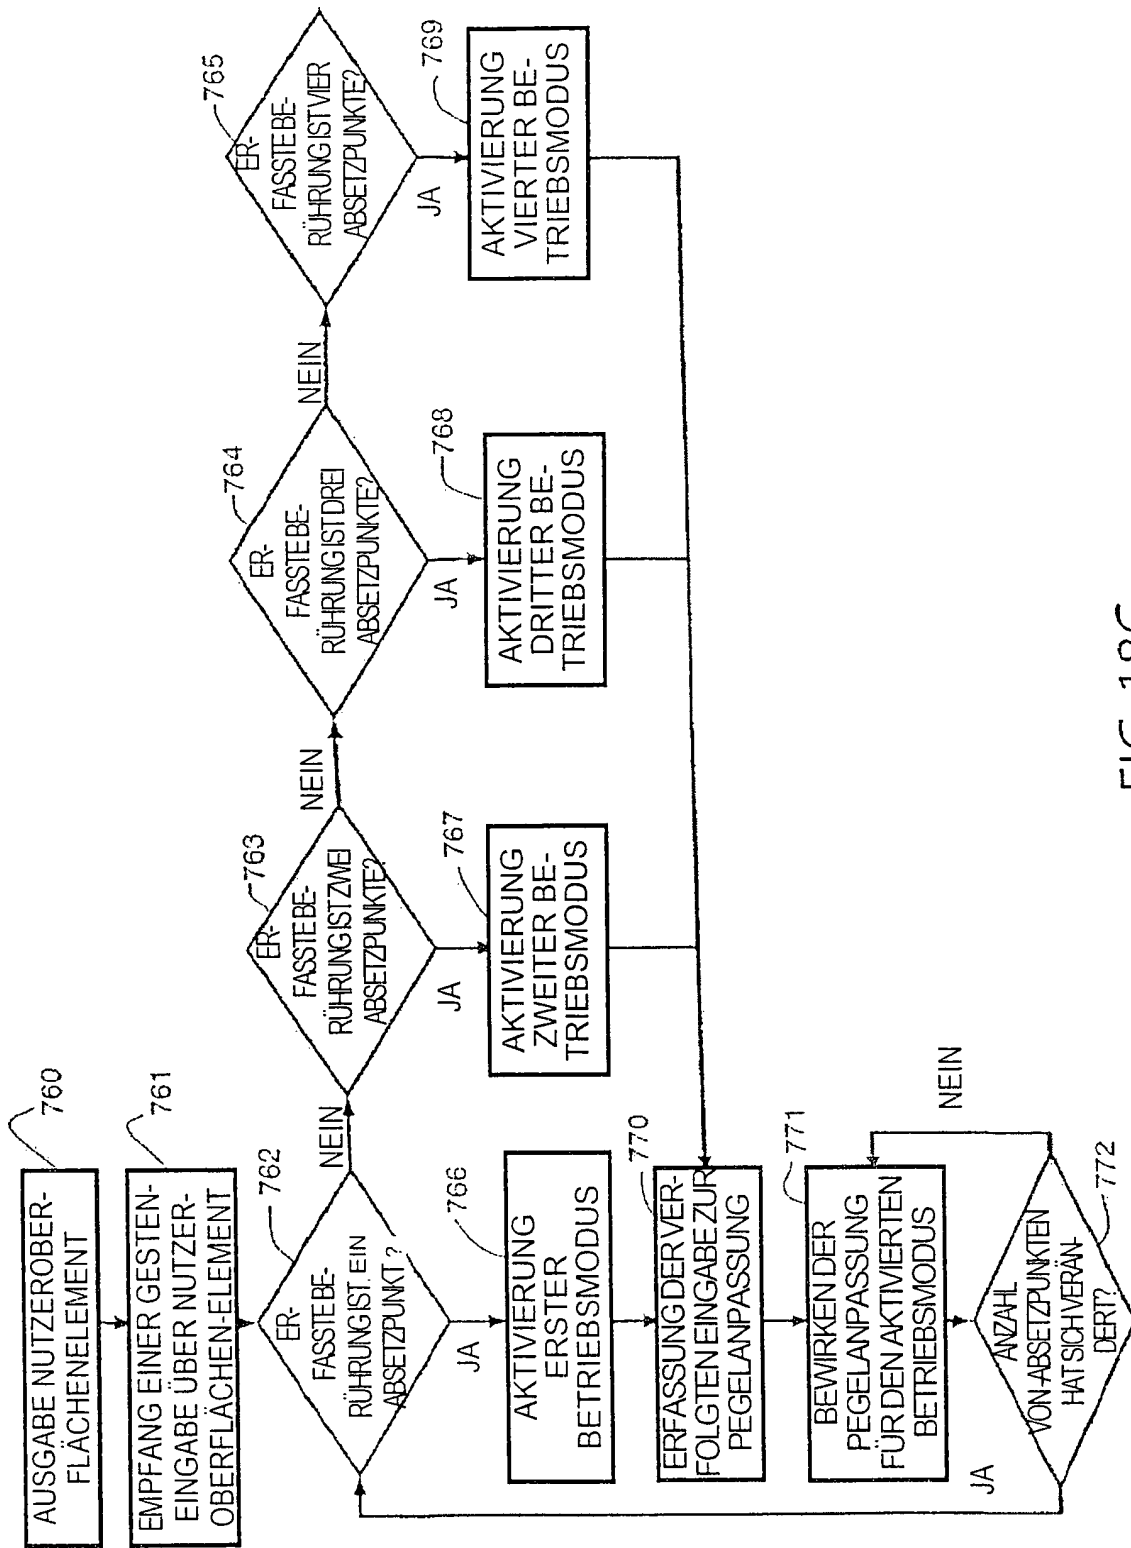 AUSGABE NUTZEROBER-
FLÄCHENELEMENT
760
EMPFANG EINER GESTEN-
EINGABE ÜBER NUTZER-
OBERFLÄCHEN-ELEMENT
761
ER-
FASSTE BE-
RÜHRUNG IST EIN
ABSETZPUNKT?
762
NEIN
JA
ER-
FASSTE BE-
RÜHRUNG IST ZWEI
ABSETZPUNKTE?
763
NEIN
JA
ER-
FASSTE BE-
RÜHRUNG IST DREI
ABSETZPUNKTE?
764
NEIN
JA
ER-
FASSTE BE-
RÜHRUNG IST VIER
ABSETZPUNKTE?
765
JA
AKTIVIERUNG
ERSTER
BETRIEBSMODUS
766
AKTIVIERUNG
ZWEITER BE-
TRIEBSMODUS
767
AKTIVIERUNG
DRITTER BE-
TRIEBSMODUS
768
AKTIVIERUNG
VIERTER BE-
TRIEBSMODUS
769
ERFASSUNG DER VER-
FOLGTEN EINGABE ZUR
PEGELANPASSUNG
770
BEWIRKEN DER
PEGELANPASSUNG
FÜR DEN AKTIVIERTEN
BETRIEBSMODUS
771
ANZAHL
VON ABSETZPUNKTEN
HAT SICH VERÄN-
DERT?
772
NEIN
JA